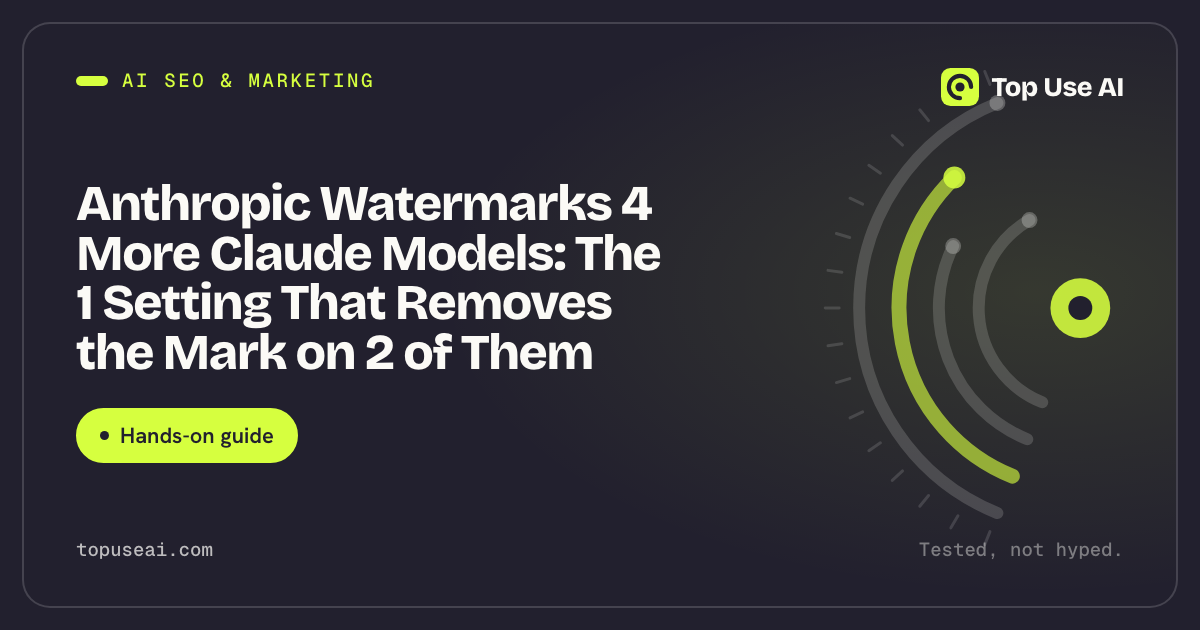 AI SEO & MARKETING
Top Use AI
Anthropic Watermarks 4
More Claude Models: The
1 Setting That Removes
the Mark on 2 of Them
Hands-on guide
topuseai.com
Tested, not hyped.